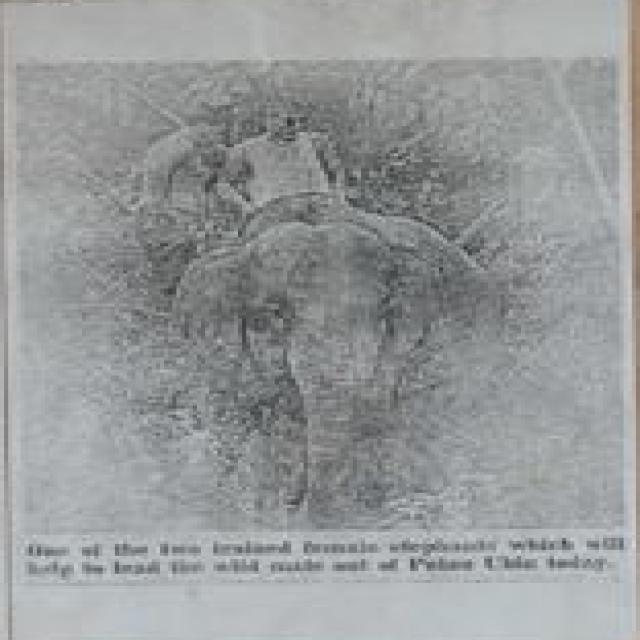 One of the two trained female elephants which will
help to lead the wild male out of Pulau Ubin today.